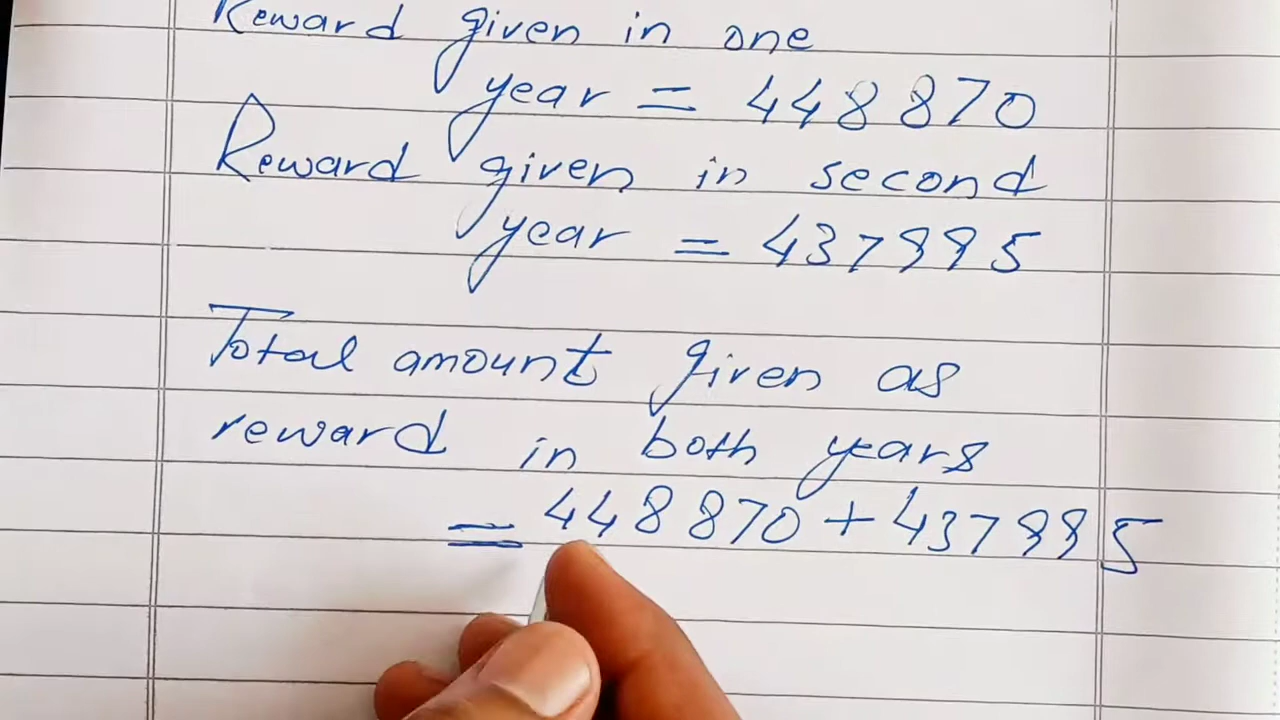 Reward given in one
year = 448870
Reward given in second
year = 437995
Total amount given as
reward in both years
= 448870 + 437995